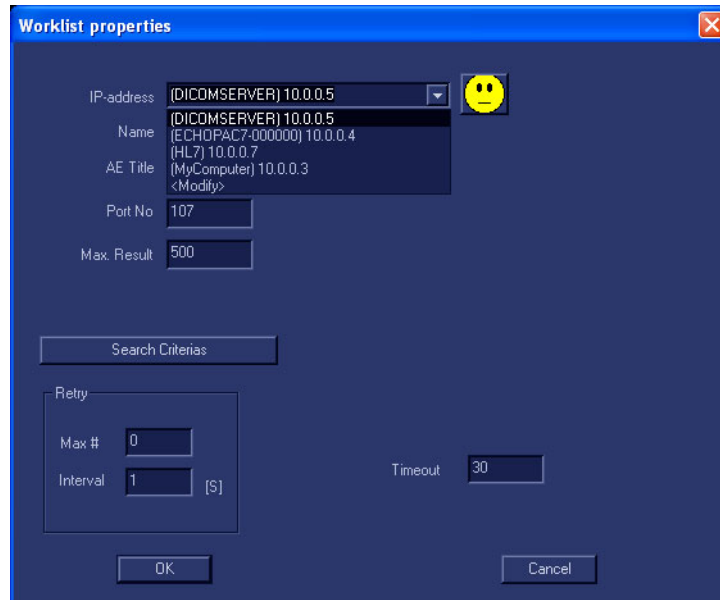 Worklist properties
IP-address (DICOMSERVER) 10.0.0.5
(DICOMSERVER) 10.0.0.5
Name (ECHOPAC7-000000) 10.0.0.4
(HL7) 10.0.0.7
AE Title (MyComputer) 10.0.0.3
<Modify>
Port No 107
Max. Result 500
Search Criterias
Retry
Max # 0
Interval 1 [S]
Timeout 30
OK Cancel